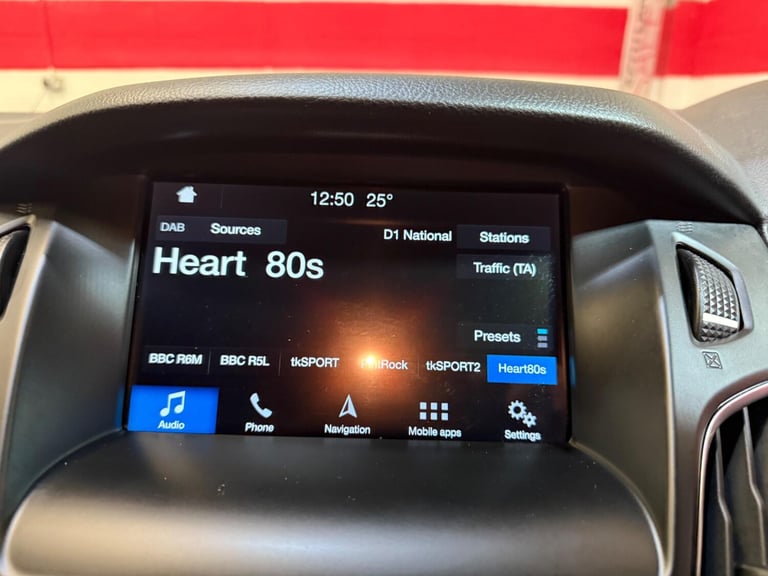 12:50 25°
DAB Sources D1 National Stations
Heart 80s
Traffic (TA)
Presets
BBC R6M BBC R5L tkSPORT tkSPORT2 Heart80s
Audio Phone Navigation Mobile apps Settings